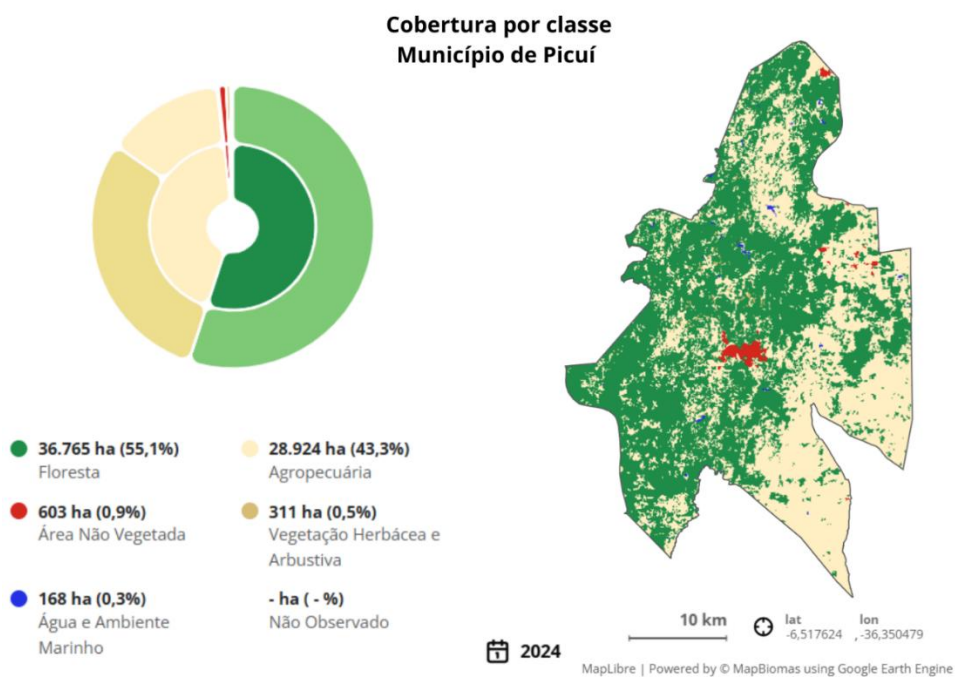 Cobertura por classe
Município de Picuí
36.765 ha (55,1%)
Floresta
28.924 ha (43,3%)
Agropecuária
603 ha (0,9%)
Área Não Vegetada
311 ha (0,5%)
Vegetação Herbácea e
Arbustiva
168 ha (0,3%)
Água e Ambiente
Marinho
- ha ( - %)
Não Observado
1
2024
10 km
lat
-6,517624
lon
,-36,350479
MapLibre | Powered by © MapBiomas using Google Earth Engine